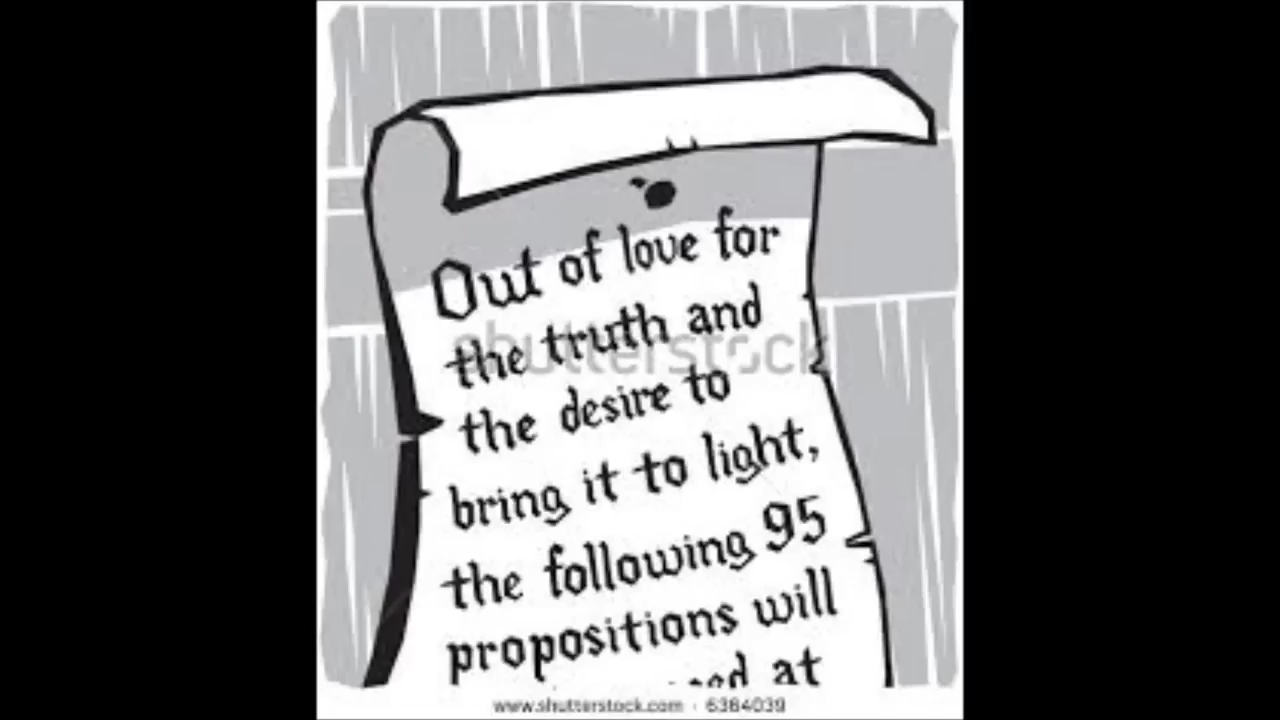 Out of love for
the truth and
the desire to
bring it to light,
the following 95
propositions will
at
shutterstock
www.shutterstock.com · 6384039